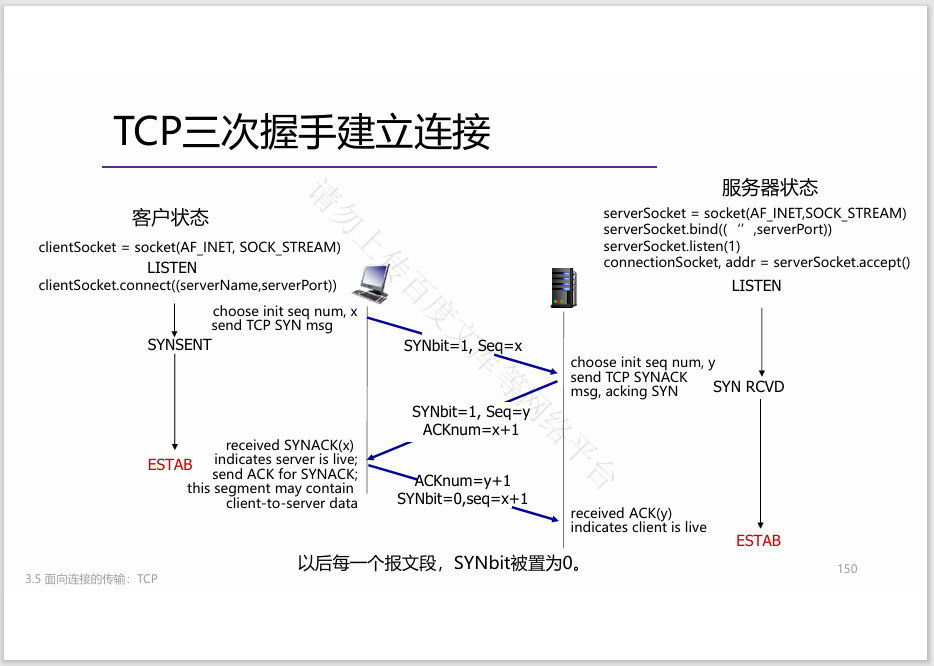 TCP三次握手建立连接
客户状态
clientSocket = socket(AF_INET, SOCK_STREAM)
LISTEN
clientSocket.connect((serverName,serverPort))
SYNSENT
ESTAB
服务器状态
serverSocket = socket(AF_INET,SOCK_STREAM)
serverSocket.bind((‘’,serverPort))
serverSocket.listen(1)
connectionSocket, addr = serverSocket.accept()
LISTEN
SYN RCVD
ESTAB
choose init seq num, x
send TCP SYN msg
SYNbit=1, Seq=x
choose init seq num, y
send TCP SYNACK
msg, acking SYN
SYNbit=1, Seq=y
ACKnum=x+1
received SYNACK(x)
indicates server is live;
send ACK for SYNACK;
this segment may contain
client-to-server data
ACKnum=y+1
SYNbit=0,seq=x+1
received ACK(y)
indicates client is live
以后每一个报文段，SYNbit被置为0。
3.5 面向连接的传输：TCP
150
请勿上传百度文库等网络平台